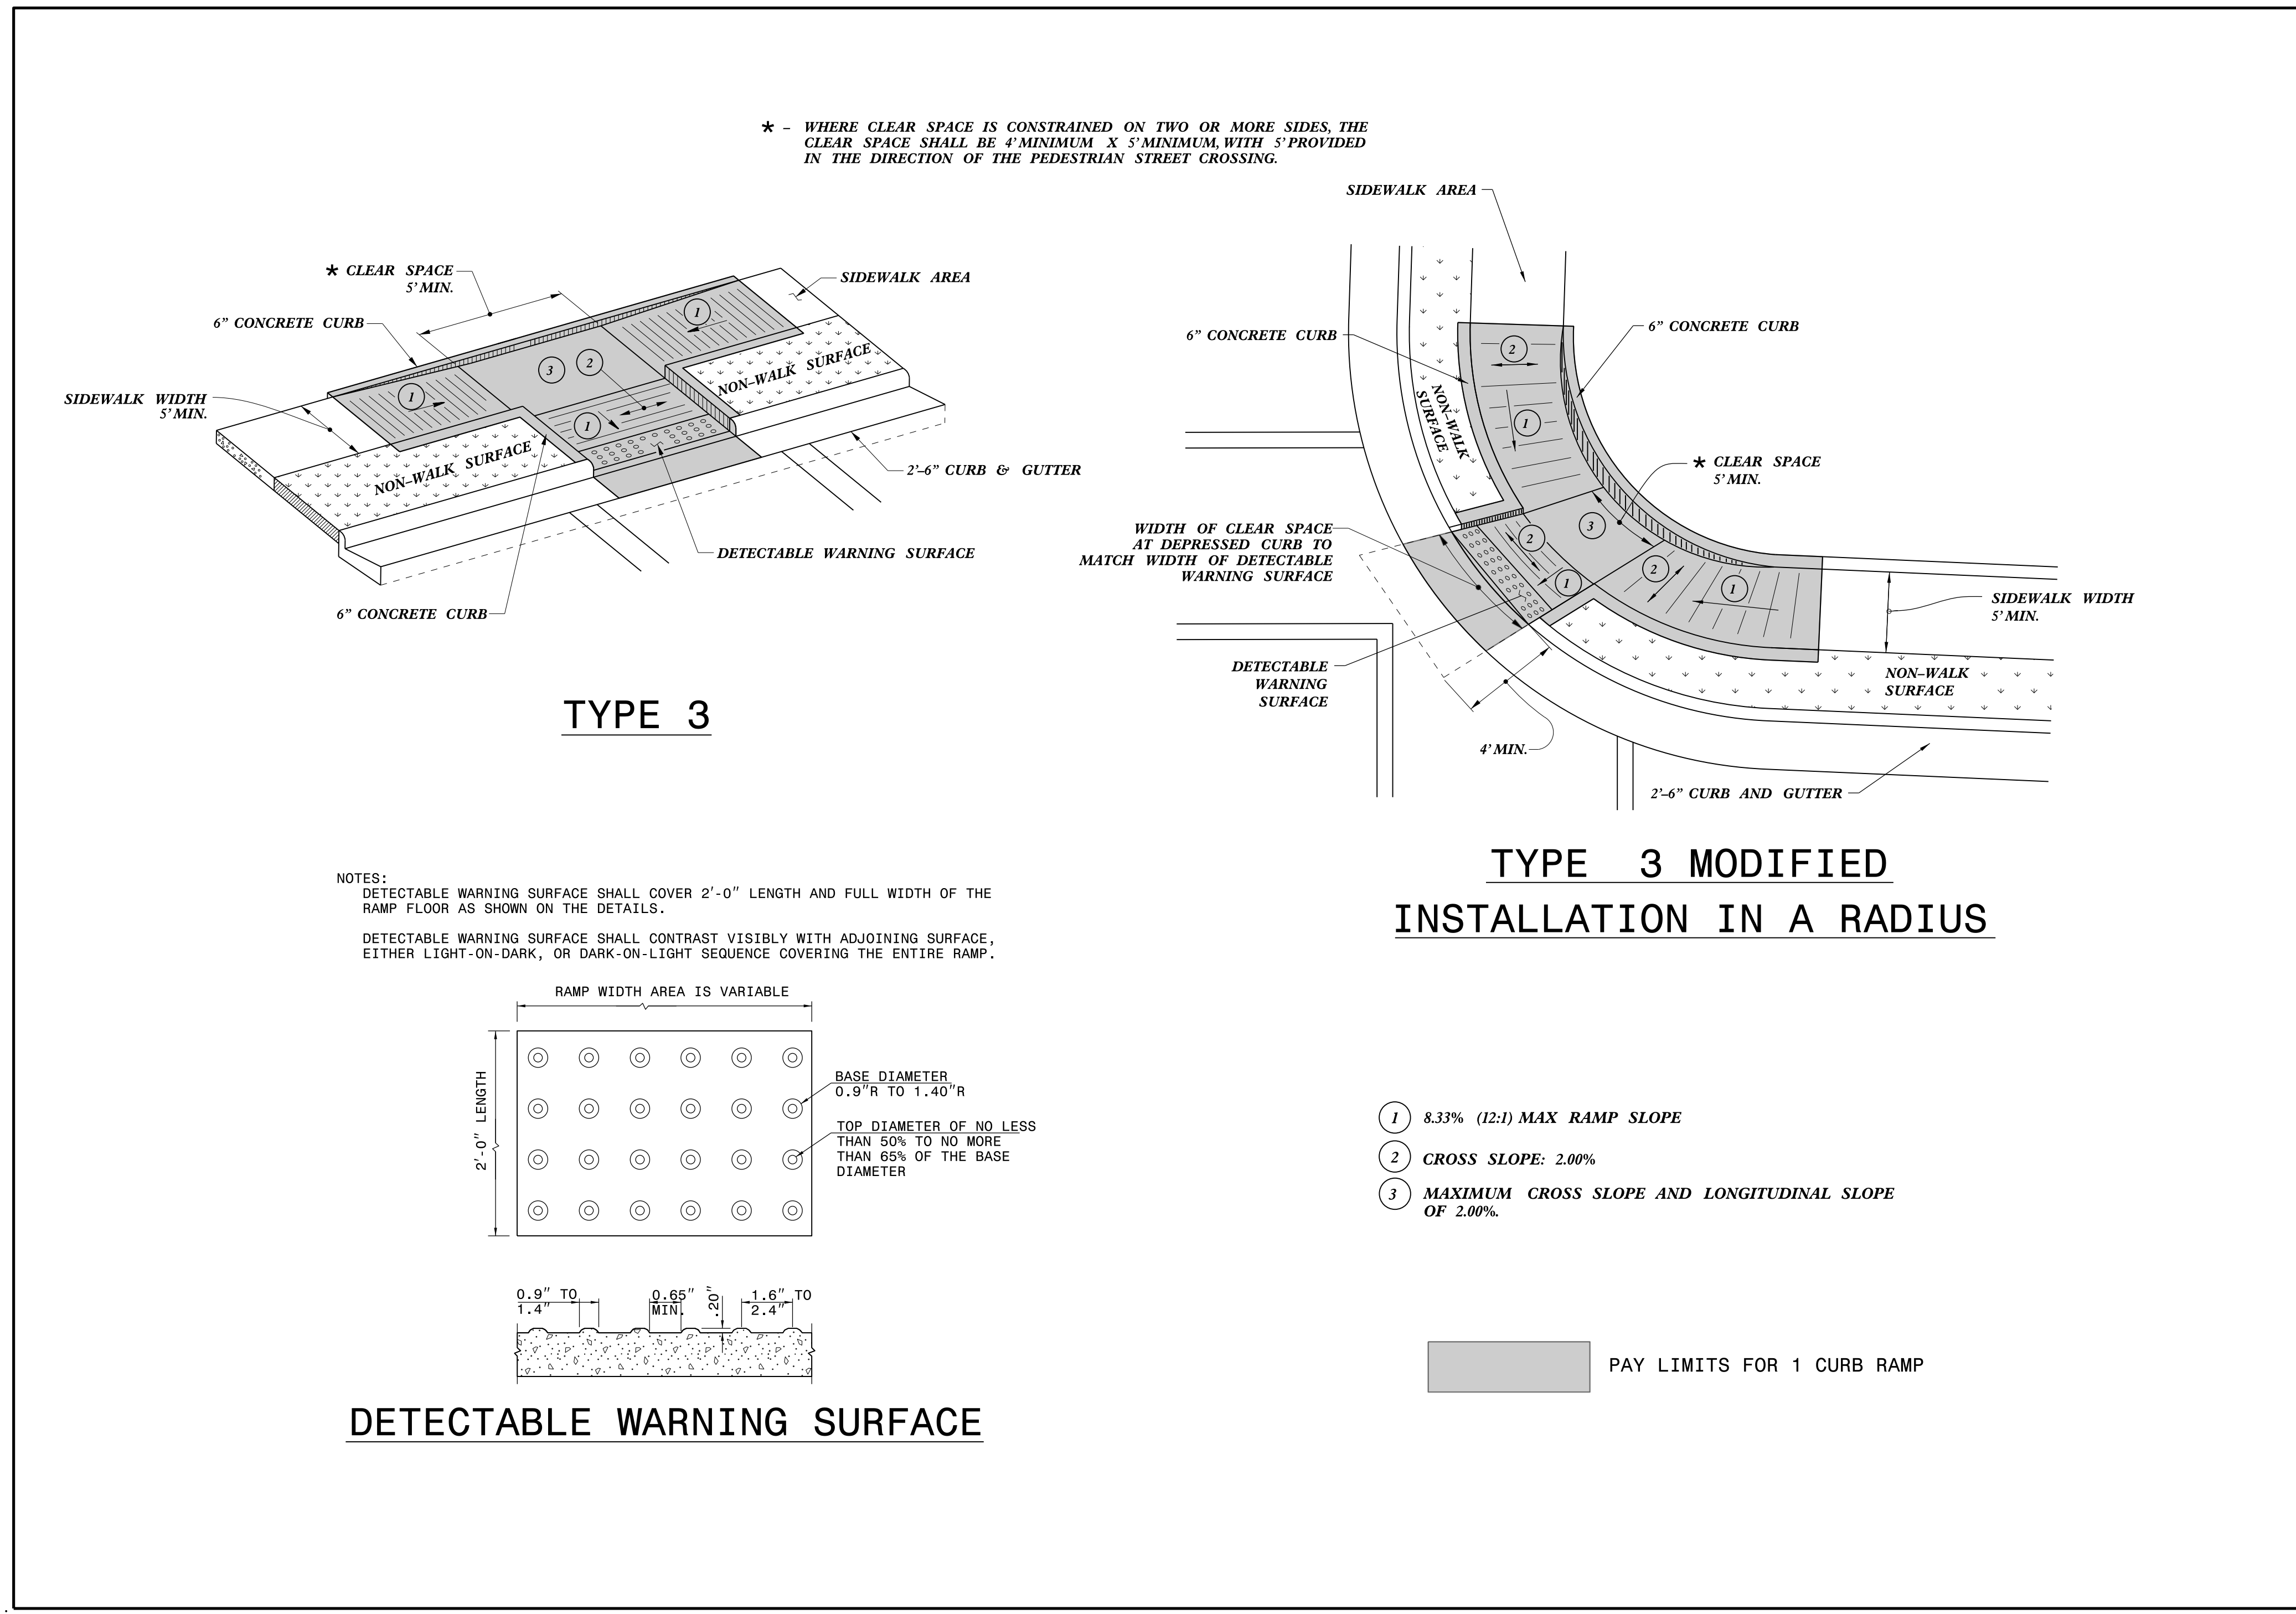 * – WHERE CLEAR SPACE IS CONSTRAINED ON TWO OR MORE SIDES, THE
CLEAR SPACE SHALL BE 4' MINIMUM X 5' MINIMUM, WITH 5' PROVIDED
IN THE DIRECTION OF THE PEDESTRIAN STREET CROSSING.
* CLEAR SPACE
5' MIN.
SIDEWALK AREA
6" CONCRETE CURB
SIDEWALK WIDTH
5' MIN.
1
3
2
1
1
NON–WALK SURFACE
NON–WALK SURFACE
2'–6" CURB & GUTTER
DETECTABLE WARNING SURFACE
6" CONCRETE CURB
TYPE 3
SIDEWALK AREA
6" CONCRETE CURB
6" CONCRETE CURB
2
1
NON–WALK
SURFACE
* CLEAR SPACE
5' MIN.
3
2
1
2
1
WIDTH OF CLEAR SPACE
AT DEPRESSED CURB TO
MATCH WIDTH OF DETECTABLE
WARNING SURFACE
SIDEWALK WIDTH
5' MIN.
DETECTABLE
WARNING
SURFACE
NON–WALK
SURFACE
4' MIN.
2'–6" CURB AND GUTTER
TYPE 3 MODIFIED
INSTALLATION IN A RADIUS
NOTES:
DETECTABLE WARNING SURFACE SHALL COVER 2'-0" LENGTH AND FULL WIDTH OF THE
RAMP FLOOR AS SHOWN ON THE DETAILS.
DETECTABLE WARNING SURFACE SHALL CONTRAST VISIBLY WITH ADJOINING SURFACE,
EITHER LIGHT-ON-DARK, OR DARK-ON-LIGHT SEQUENCE COVERING THE ENTIRE RAMP.
RAMP WIDTH AREA IS VARIABLE
2'-0" LENGTH
BASE DIAMETER
0.9"R TO 1.40"R
TOP DIAMETER OF NO LESS
THAN 50% TO NO MORE
THAN 65% OF THE BASE
DIAMETER
0.9" TO
1.4"
0.65"
MIN.
.20"
1.6" TO
2.4"
DETECTABLE WARNING SURFACE
1 8.33% (12:1) MAX RAMP SLOPE
2 CROSS SLOPE: 2.00%
3 MAXIMUM CROSS SLOPE AND LONGITUDINAL SLOPE
OF 2.00%.
PAY LIMITS FOR 1 CURB RAMP